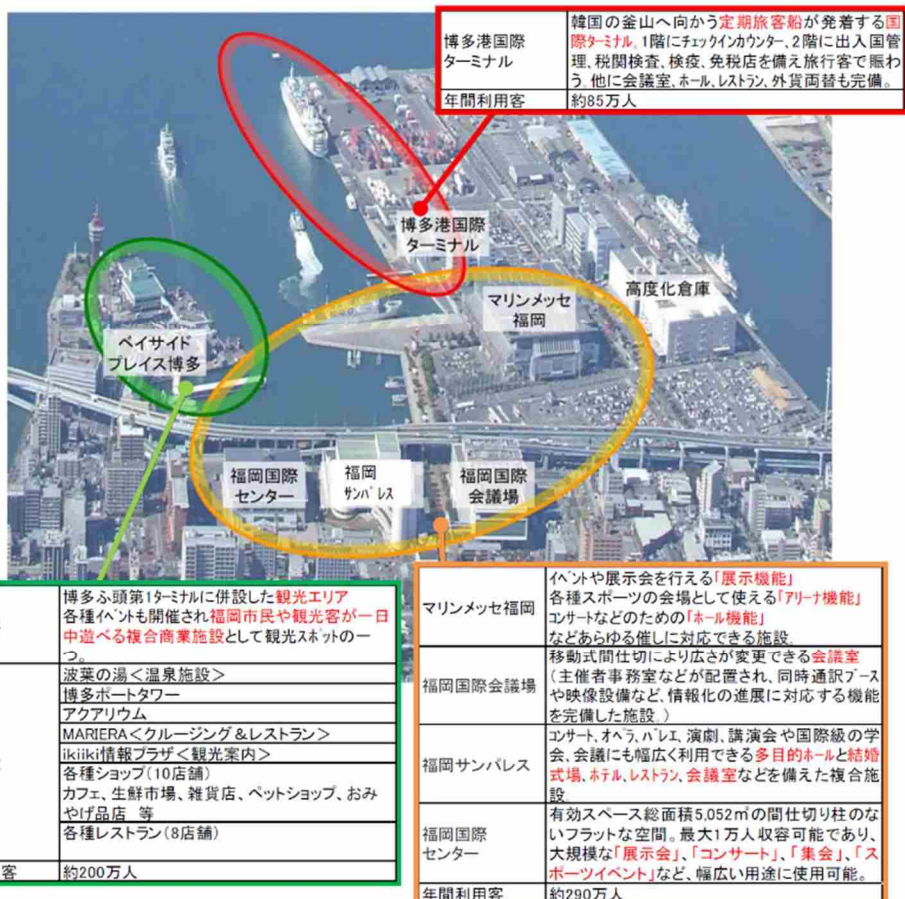 博多港国際
ターミナル
韓国の釜山へ向かう定期旅客船が発着する国
際ターミナル。1階にチェックインカウンター、2階に出入国管
理、税関検査、検疫、免税店を備え旅行客で賑わ
う。他に会議室、ホール、レストラン、外貨両替も完備。
年間利用客
約85万人
博多港国際
ターミナル
マリンメッセ
福岡
高度化倉庫
ベイサイド
プレイス博多
福岡国際
センター
福岡
サンパレス
福岡国際
会議場
博多ふ頭第1ターミナルに併設した観光エリア
各種イベントも開催され福岡市民や観光客が一日
中遊べる複合商業施設として観光スポットの一
つ。
波葉の湯<温泉施設>
博多ポートタワー
アクアリウム
MARIERA<クルージング&レストラン>
ikiiki情報プラザ<観光案内>
各種ショップ(10店舗)
カフェ、生鮮市場、雑貨店、ペットショップ、おみ
やげ品店 等
各種レストラン(8店舗)
客
約200万人
マリンメッセ福岡
イベントや展示会を行える「展示機能」
各種スポーツの会場として使える「アリーナ機能」
コンサートなどのための「ホール機能」
などあらゆる催しに対応できる施設。
福岡国際会議場
移動式間仕切により広さが変更できる会議室
(主催者事務室などが配置され、同時通訳ブース
や映像設備など、情報化の進展に対応する機能
を完備した施設。)
福岡サンパレス
コンサート、オペラ、バレエ、演劇、講演会や国際級の学
会、会議にも幅広く利用できる多目的ホールと結婚
式場、ホテル、レストラン、会議室などを備えた複合施
設
福岡国際
センター
有効スペース総面積5,052㎡の間仕切り柱のな
いフラットな空間。最大1万人収容可能であり、
大規模な「展示会」、「コンサート」、「集会」、「ス
ポーツイベント」など、幅広い用途に使用可能。
年間利用客
約290万人